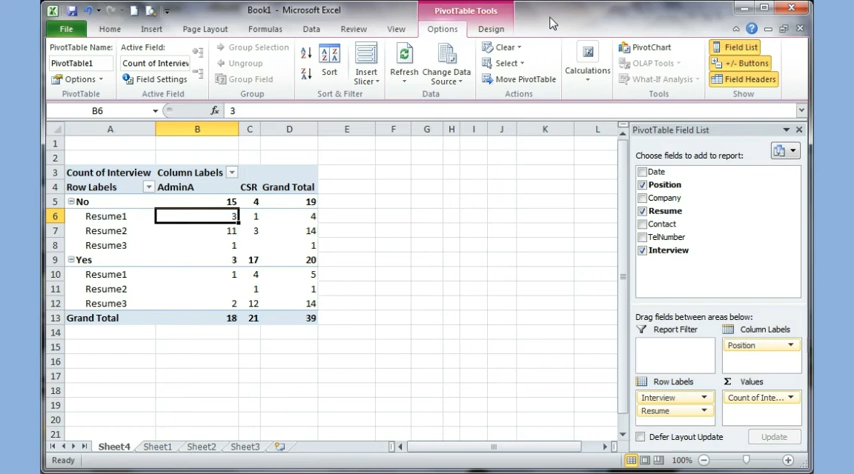 Book1 - Microsoft Excel
PivotTable Tools
File Home Insert Page Layout Formulas Data Review View Options Design
PivotTable Name: Active Field: Group Selection Clear PivotChart Field List
PivotTable1 Count of Interview Ungroup Sort Insert Slicer Refresh Change Data Source Select Calculations OLAP Tools +/- Buttons
Options Field Settings Group Field Move PivotTable What-If Analysis Field Headers
PivotTable Active Field Group Sort & Filter Data Actions Tools Show
B6 fx 3
A B C D E F G H I J K L
1
2
3 Count of Interview Column Labels
4 Row Labels AdminA CSR Grand Total
5 No 15 4 19
6 Resume1 3 1 4
7 Resume2 11 3 14
8 Resume3 1 1
9 Yes 3 17 20
10 Resume1 1 4 5
11 Resume2 1 1
12 Resume3 2 12 14
13 Grand Total 18 21 39
14
15
16
17
18
19
20
21
PivotTable Field List
Choose fields to add to report:
Date
Position
Company
Resume
Contact
TelNumber
Interview
Drag fields between areas below:
Report Filter Column Labels
Position
Row Labels Σ Values
Interview Count of Inte...
Resume
Defer Layout Update Update
Sheet4 Sheet1 Sheet2 Sheet3
Ready 100%